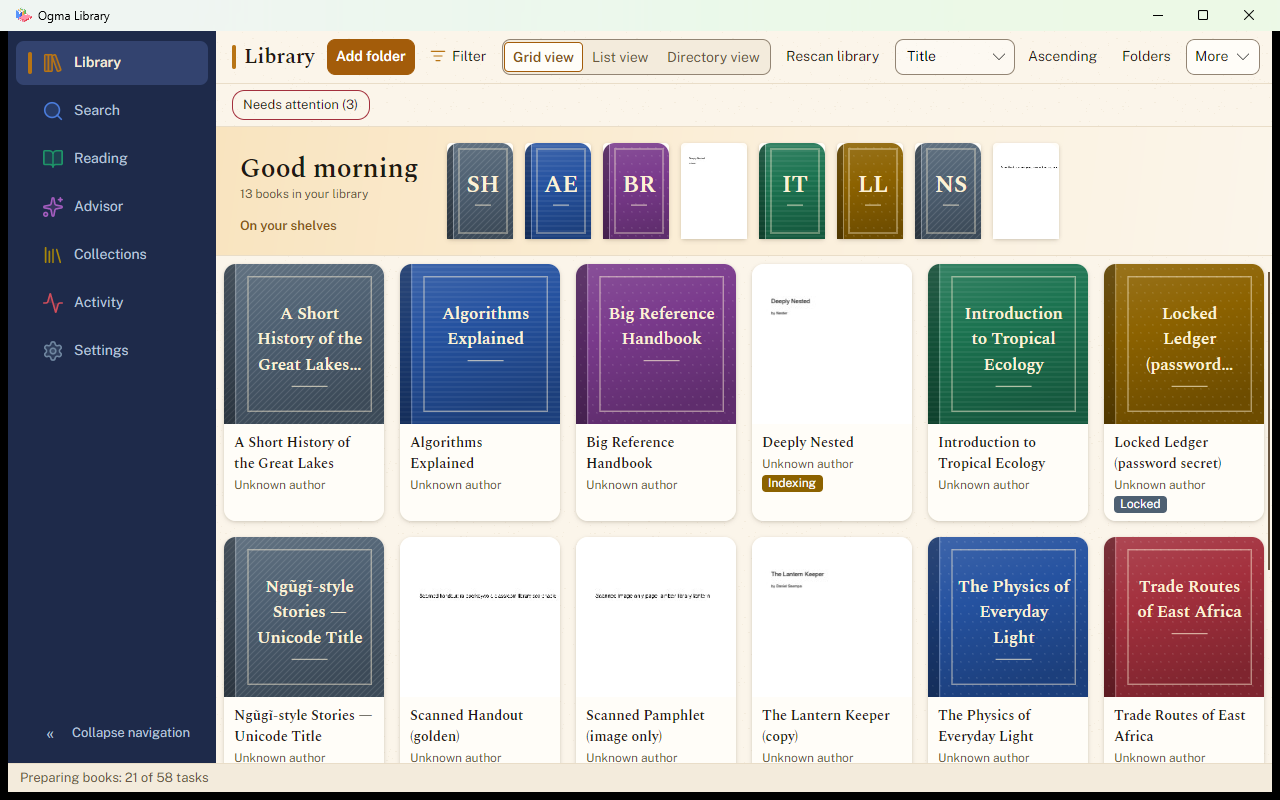 Ogma Library
Library
Search
Reading
Advisor
Collections
Activity
Settings
« Collapse navigation
Library
Add folder
Filter
Grid view
List view
Directory view
Rescan library
Title
Ascending
Folders
More
Needs attention (3)
Good morning
13 books in your library
On your shelves
SH
AE
BR
Deeply Nested
IT
LL
NS
A Short
History of the
Great Lakes...
Algorithms
Explained
Big Reference
Handbook
Deeply Nested
by Nester
Introduction
to Tropical
Ecology
Locked
Ledger
(password...
A Short History of
the Great Lakes
Unknown author
Algorithms
Explained
Unknown author
Big Reference
Handbook
Unknown author
Deeply Nested
Unknown author
Indexing
Introduction to
Tropical Ecology
Unknown author
Locked Ledger
(password secret)
Unknown author
Locked
Ngũgĩ-style
Stories —
Unicode Title
The Lantern Keeper
The Physics of
Everyday
Light
Trade Routes
of East Africa
Ngũgĩ-style Stories —
Unicode Title
Unknown author
Scanned Handout
(golden)
Unknown author
Scanned Pamphlet
(image only)
Unknown author
The Lantern Keeper
(copy)
Unknown author
The Physics of
Everyday Light
Unknown author
Trade Routes of East
Africa
Unknown author
Preparing books: 21 of 58 tasks